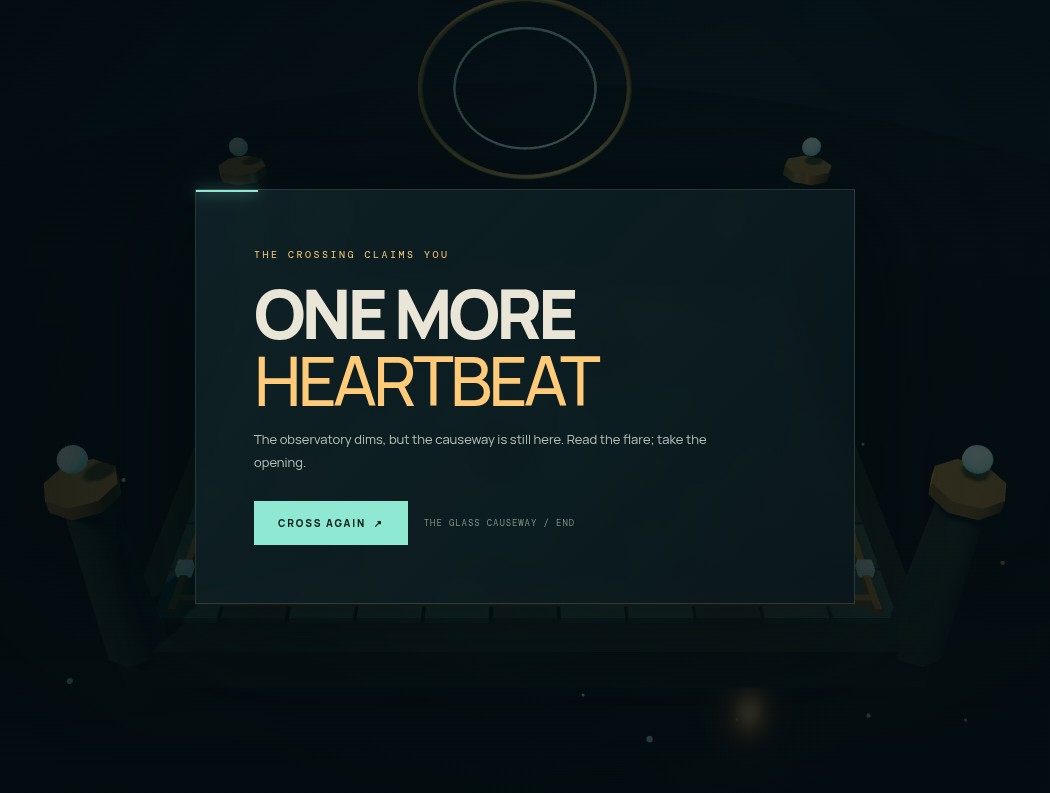 THE CROSSING CLAIMS YOU
ONE MORE
HEARTBEAT
The observatory dims, but the causeway is still here. Read the flare; take the
opening.
CROSS AGAIN ↗
THE GLASS CAUSEWAY / END